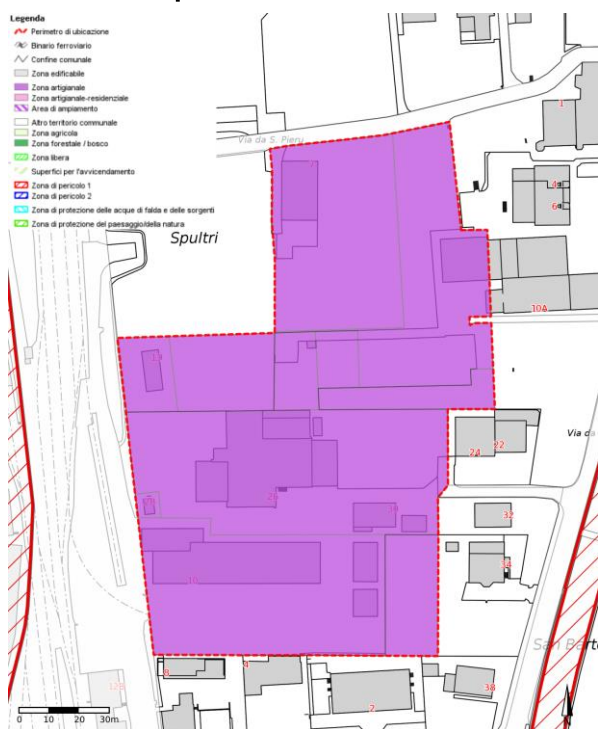 Legenda
Perimetro di ubicazione
Binario ferroviario
Confine comunale
Zona edificabile
Zona artigianale
Zona artigianale-residenziale
Area di ampiamento
Altro territorio communale
Zona agricola
Zona forestale / bosco
Zona libera
Superfici per l'avvicendamento
Zona di pericolo 1
Zona di pericolo 2
Zona di protezione delle acque di falda e delle sorgenti
Zona di protezione del paesaggio/della natura
Via da S. Pieru
1
4
6
Spultri
10A
24
22
Via da
26
32
10
San Barto
8
4
2
38
0 10 20 30m